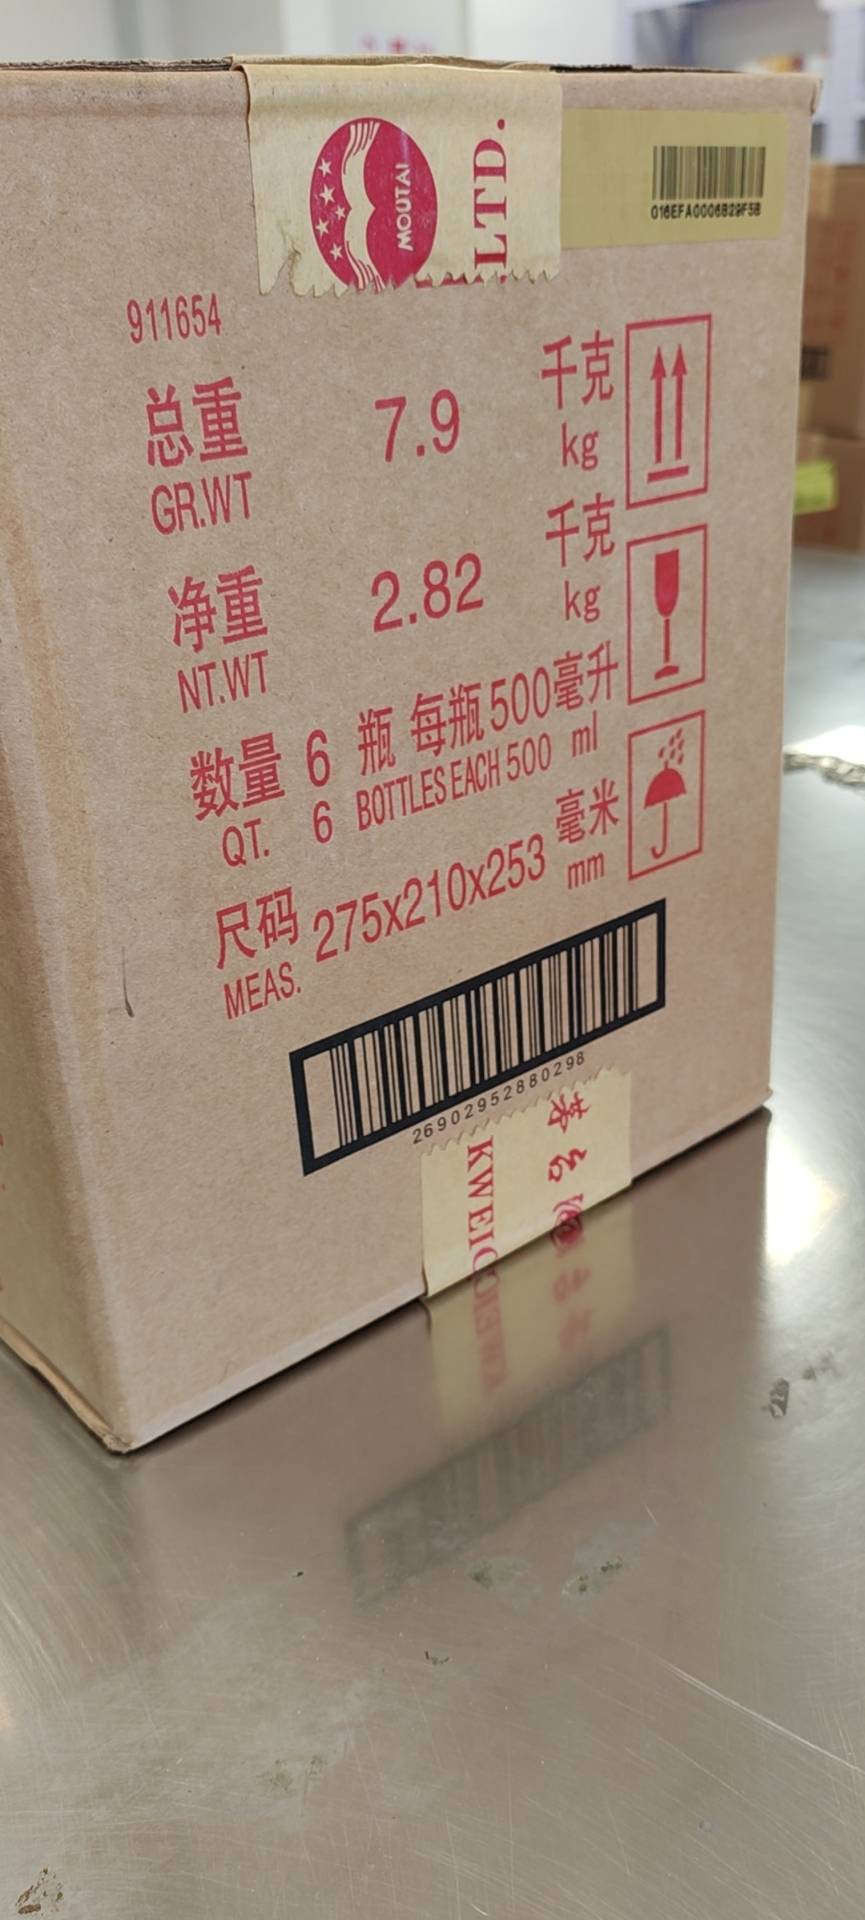 MOUTAI
LTD.
016EFA0006B29F5B
911654
总重 7.9 千克
GR.WT kg
净重 2.82 千克
NT.WT kg
数量 6 瓶 每瓶 500 毫升
QT. 6 BOTTLES EACH 500 ml
尺码 275x210x253 毫米
MEAS. mm
26902952880298
茅台
KWEIC